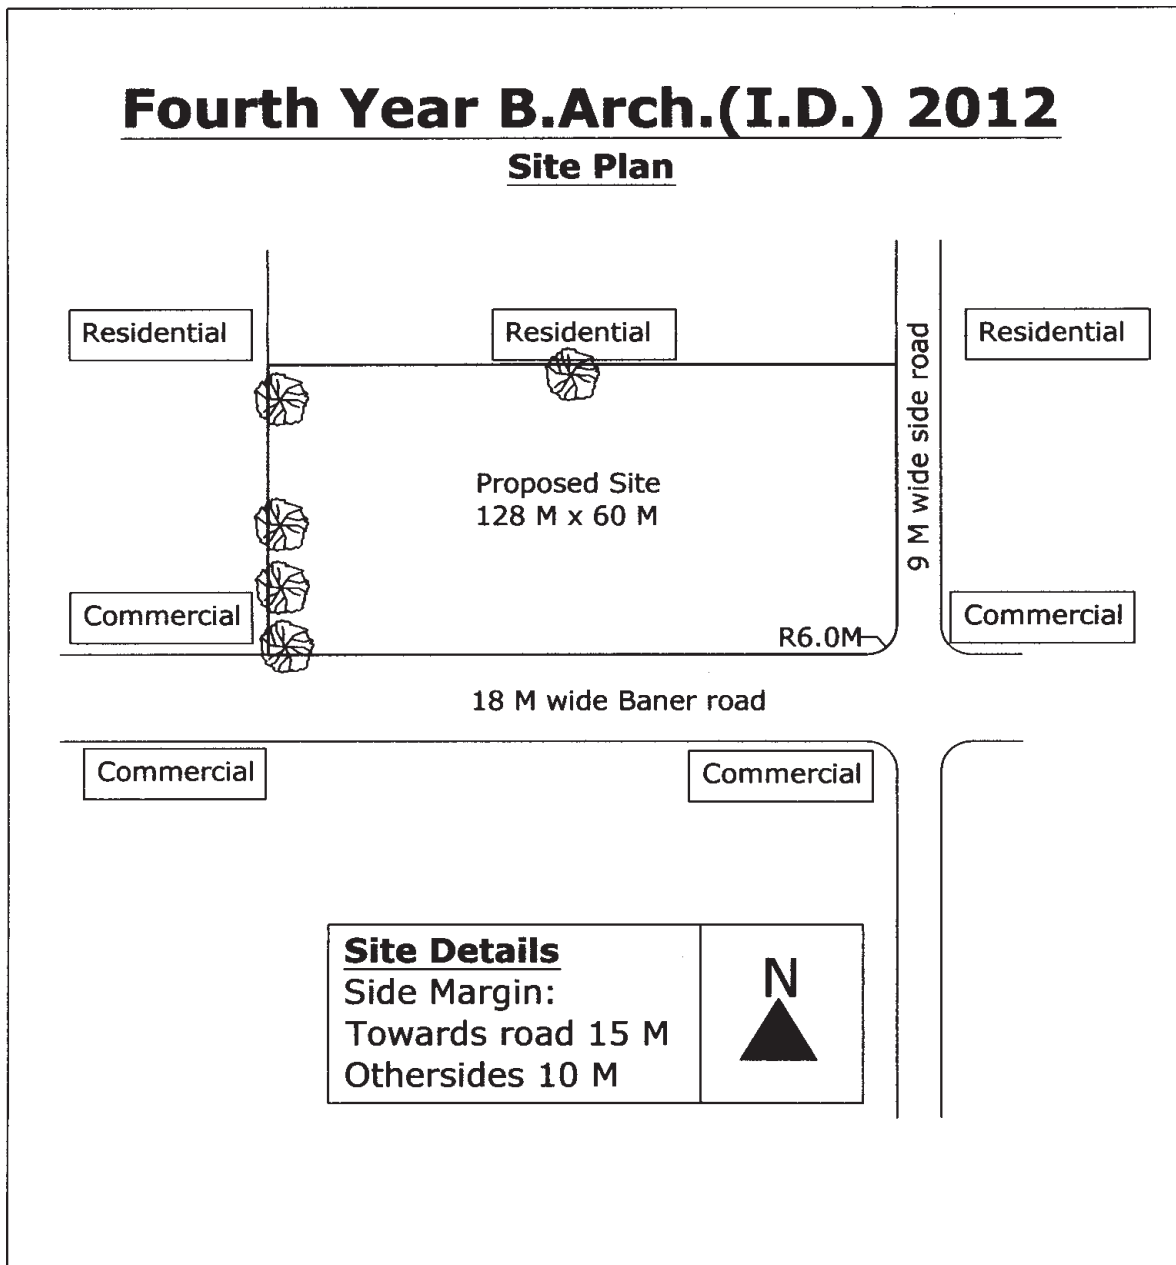 Fourth Year B.Arch.(I.D.) 2012
Site Plan
Residential
Residential
Residential
9 M wide side road
Proposed Site
128 M x 60 M
Commercial
Commercial
R6.0M
18 M wide Baner road
Commercial
Commercial
Site Details
Side Margin:
Towards road 15 M
Othersides 10 M
N